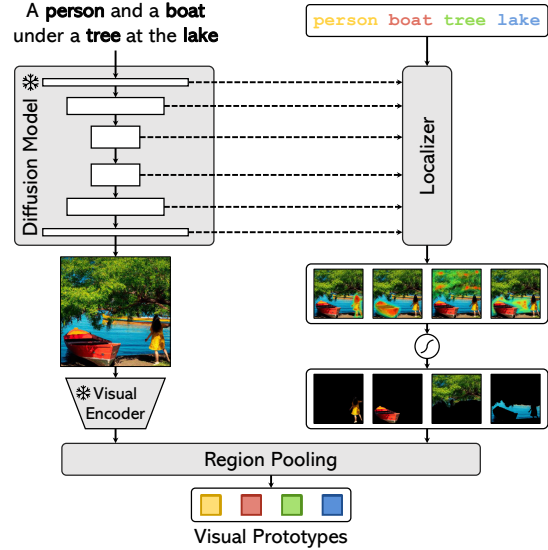 A person and a boat
under a tree at the lake
person boat tree lake
Diffusion Model
Localizer
Visual
Encoder
Region Pooling
Visual Prototypes